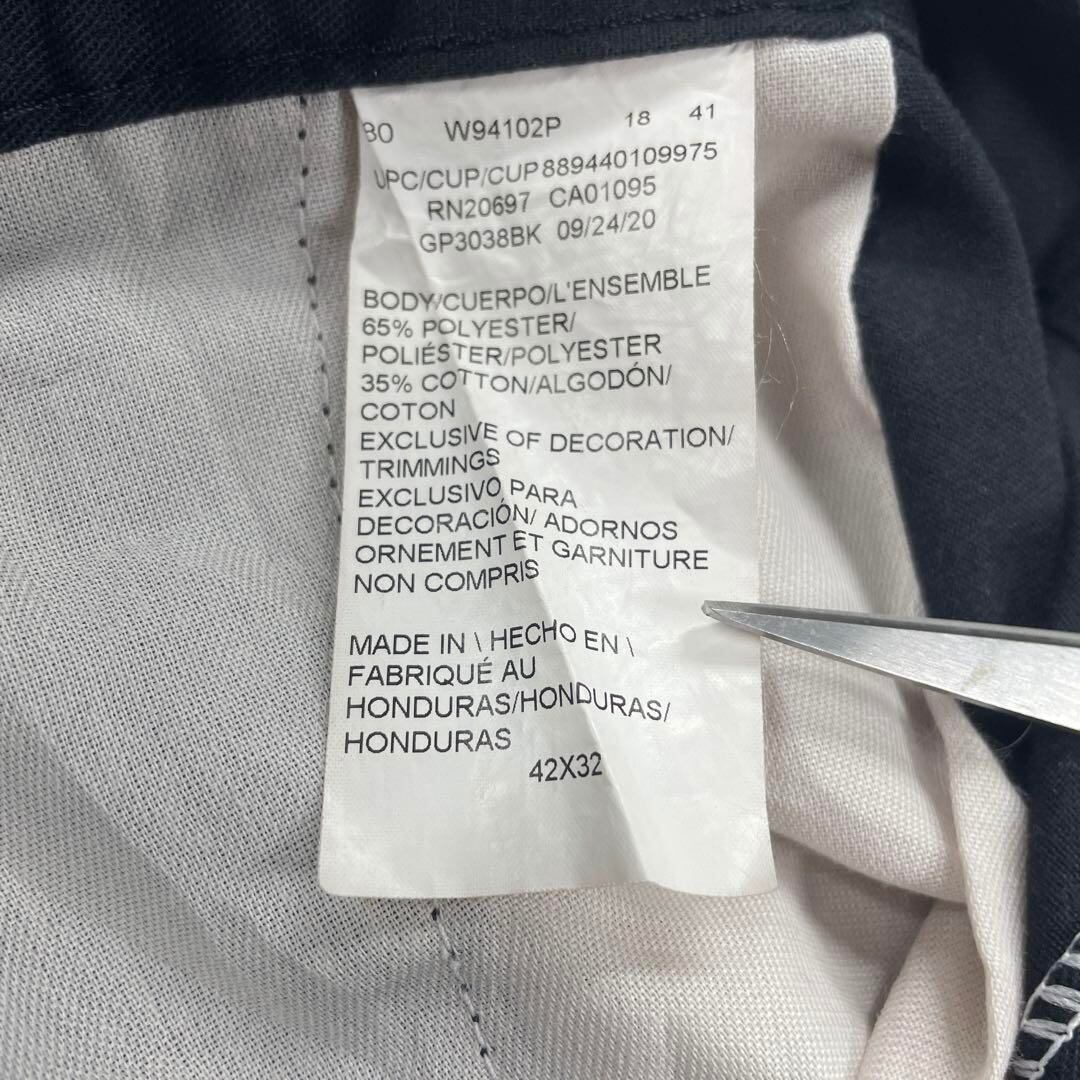 BO W94102P 18 41
UPC/CUP/CUP 889440109975
RN20697 CA01095
GP3038BK 09/24/20
BODY/CUERPO/L'ENSEMBLE
65% POLYESTER/
POLIÉSTER/POLYESTER
35% COTTON/ALGODÓN/
COTON
EXCLUSIVE OF DECORATION/
TRIMMINGS
EXCLUSIVO PARA
DECORACIÓN/ ADORNOS
ORNEMENT ET GARNITURE
NON COMPRIS
MADE IN \ HECHO EN \
FABRIQUÉ AU
HONDURAS/HONDURAS/
HONDURAS
42X32